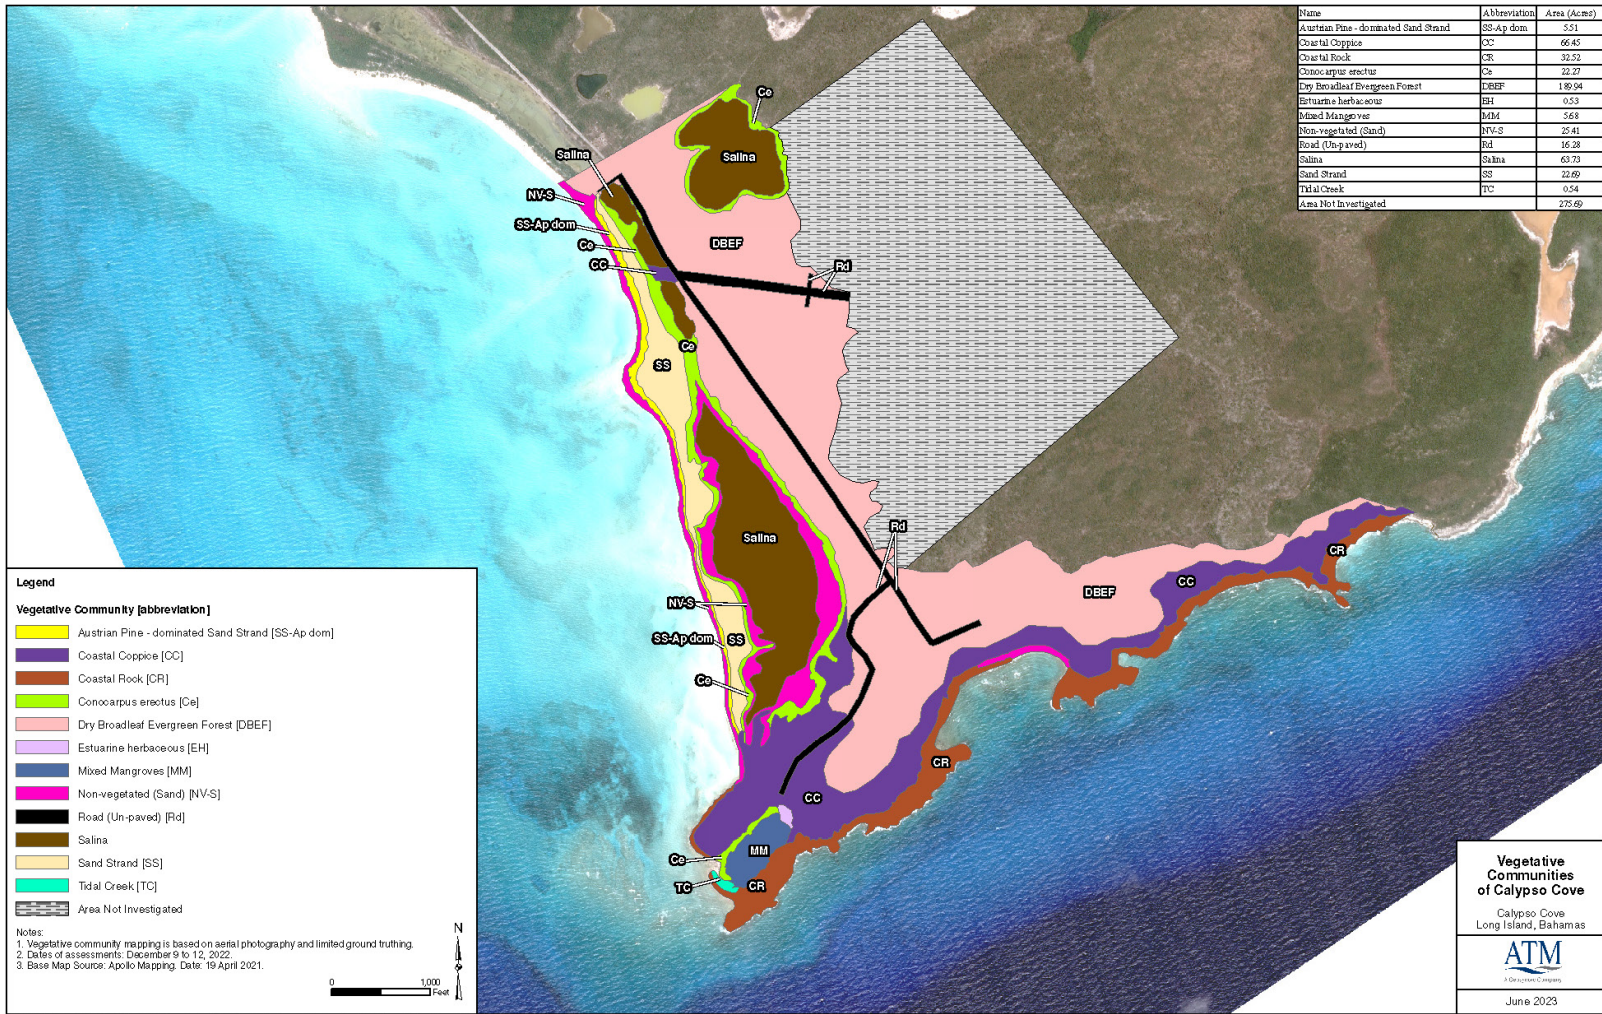 Name Abbreviation Area (Acres)
Austrian Pine - dominated Sand Strand SS-Ap dom 5.51
Coastal Coppice CC 66.45
Coastal Rock CR 32.52
Conocarpus erectus Ce 22.27
Dry Broadleaf Evergreen Forest DBEF 189.94
Estuarine herbaceous EH 0.53
Mixed Mangroves MM 5.68
Non-vegetated (Sand) NV-S 25.41
Road (Un-paved) Rd 16.28
Salina Salina 63.73
Sand Strand SS 22.69
Tidal Creek TC 0.54
Area Not Investigated 275.69
Ce
Salina
Salina
NV-S
SS-Ap dom
Ce
CC
DBEF
Rd
Ce
SS
Rd
Salina
CR
CC
DBEF
NV-S
SS-Ap dom
SS
Ce
CR
CC
MM
Ce
TC
CR
Legend
Vegetative Community [abbreviation]
Austrian Pine - dominated Sand Strand [SS-Ap dom]
Coastal Coppice [CC]
Coastal Rock [CR]
Conocarpus erectus [Ce]
Dry Broadleaf Evergreen Forest [DBEF]
Estuarine herbaceous [EH]
Mixed Mangroves [MM]
Non-vegetated (Sand) [NV-S]
Road (Un-paved) [Rd]
Salina
Sand Strand [SS]
Tidal Creek [TC]
Area Not Investigated
Notes:
1. Vegetative community mapping is based on aerial photography and limited ground truthing.
2. Dates of assessments: December 9 to 12, 2022.
3. Base Map Source: Apollo Mapping. Date: 19 April 2021.
N
0 1,000
Feet
Vegetative
Communities
of Calypso Cove
Calypso Cove
Long Island, Bahamas
ATM
A Geosyntec Company
June 2023